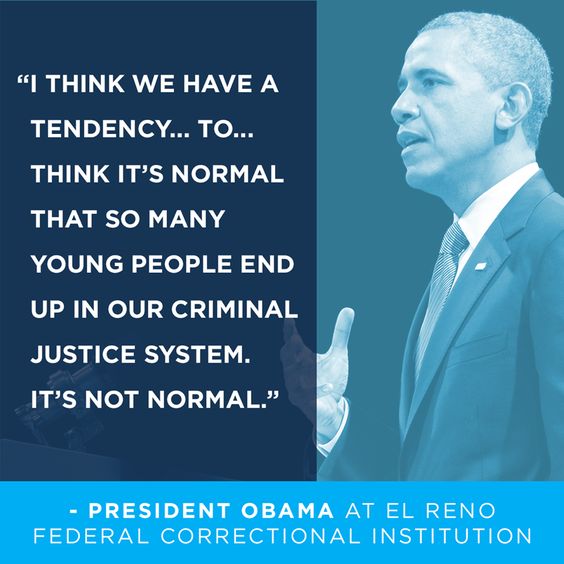 “I THINK WE HAVE A
TENDENCY... TO...
THINK IT’S NORMAL
THAT SO MANY
YOUNG PEOPLE END
UP IN OUR CRIMINAL
JUSTICE SYSTEM.
IT’S NOT NORMAL.”
- PRESIDENT OBAMA AT EL RENO
FEDERAL CORRECTIONAL INSTITUTION